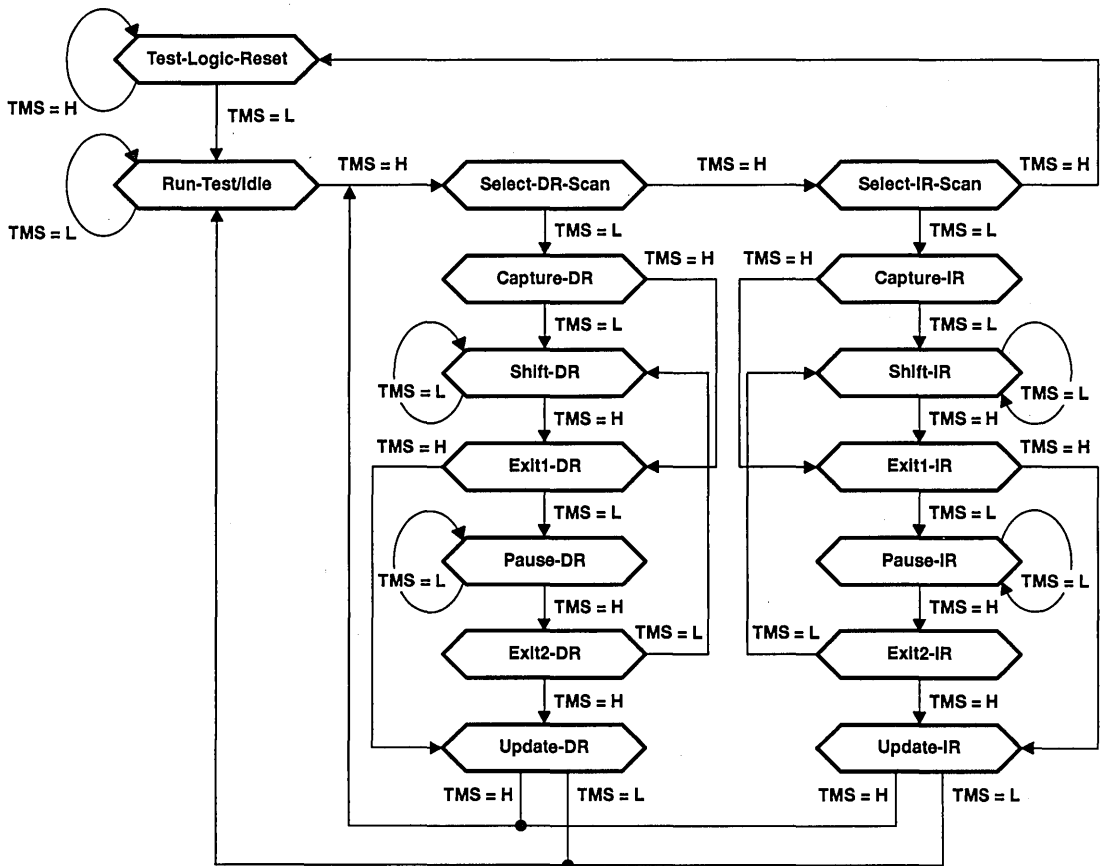 Test-Logic-Reset
TMS = H
TMS = L
TMS = H
TMS = H
TMS = H
Run-Test/Idle
Select-DR-Scan
Select-IR-Scan
TMS = L
TMS = L
TMS = L
TMS = H
TMS = H
Capture-DR
Capture-IR
TMS = L
TMS = L
Shift-DR
Shift-IR
TMS = L
TMS = L
TMS = H
TMS = H
TMS = H
TMS = H
Exit1-DR
Exit1-IR
TMS = L
TMS = L
Pause-DR
Pause-IR
TMS = L
TMS = L
TMS = H
TMS = H
TMS = L
TMS = L
Exit2-DR
Exit2-IR
TMS = H
TMS = H
Update-DR
Update-IR
TMS = H
TMS = L
TMS = H
TMS = L